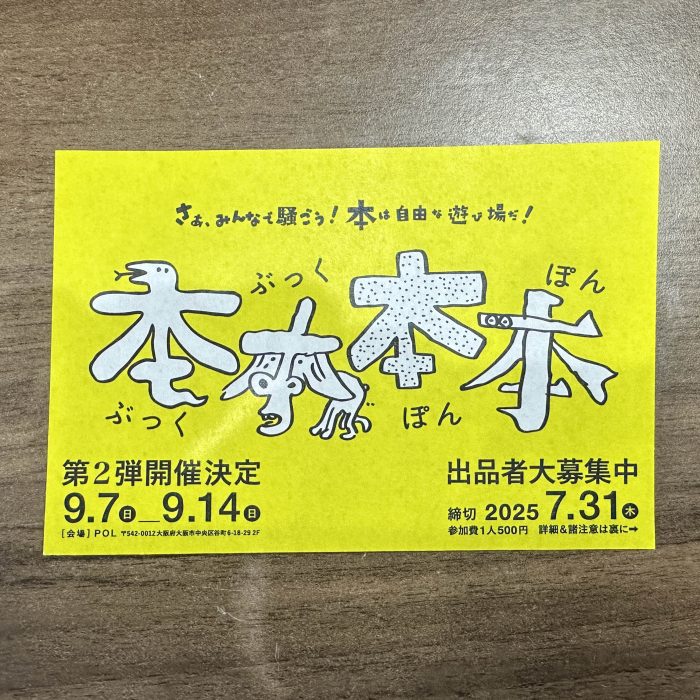 さぁ、みんなで騒ごう!本は自由な遊び場だ!
本本本本
ぶっく ぶっく ぽん ぽん
第2弾開催決定
9.7日_9.14日
[会場]POL 〒542-0012大阪府大阪市中央区谷町6-18-29 2F
出品者大募集中
締切 2025 7.31木
参加費1人500円 詳細&諸注意は裏に➡